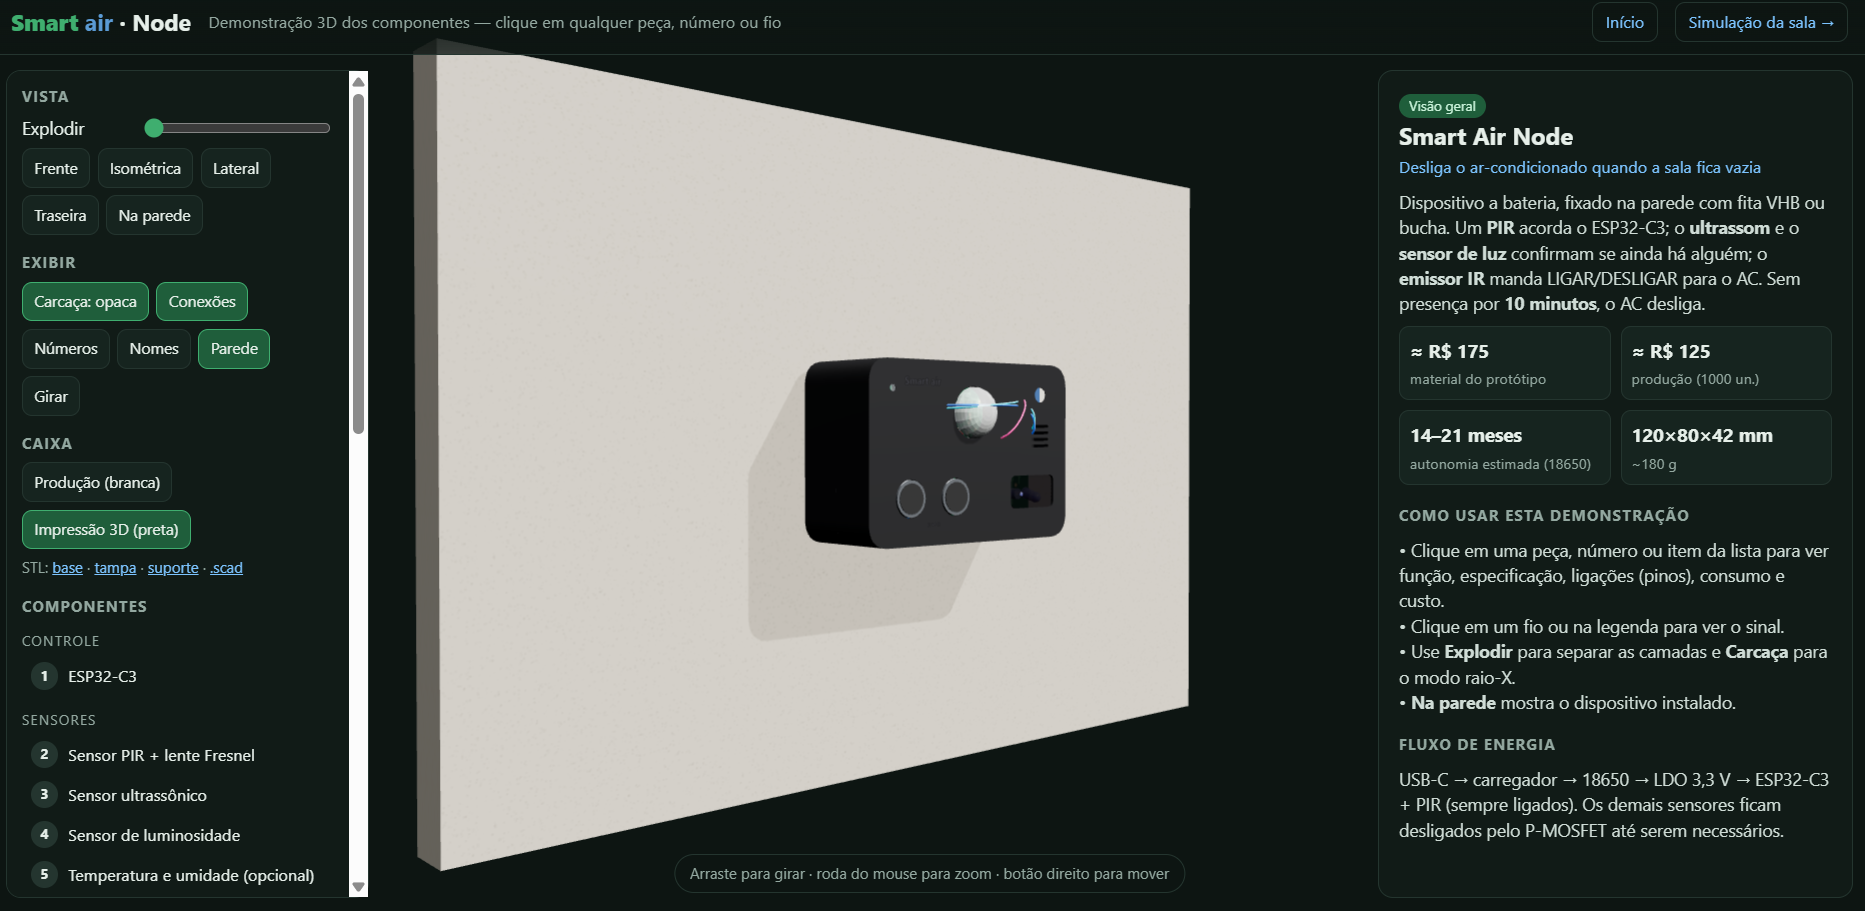 Smart air · Node
Demonstração 3D dos componentes — clique em qualquer peça, número ou fio
Início
Simulação da sala →
VISTA
Explodir
Frente
Isométrica
Lateral
Traseira
Na parede
EXIBIR
Carcaça: opaca
Conexões
Números
Nomes
Parede
Girar
CAIXA
Produção (branca)
Impressão 3D (preta)
STL: base · tampa · suporte · .scad
COMPONENTES
CONTROLE
1 ESP32-C3
SENSORES
2 Sensor PIR + lente Fresnel
3 Sensor ultrassônico
4 Sensor de luminosidade
5 Temperatura e umidade (opcional)
Arraste para girar · roda do mouse para zoom · botão direito para mover
Visão geral
Smart Air Node
Desliga o ar-condicionado quando a sala fica vazia
Dispositivo a bateria, fixado na parede com fita VHB ou
bucha. Um PIR acorda o ESP32-C3; o ultrassom e o
sensor de luz confirmam se ainda há alguém; o
emissor IR manda LIGAR/DESLIGAR para o AC. Sem
presença por 10 minutos, o AC desliga.
≈ R$ 175
material do protótipo
≈ R$ 125
produção (1000 un.)
14–21 meses
autonomia estimada (18650)
120×80×42 mm
~180 g
COMO USAR ESTA DEMONSTRAÇÃO
• Clique em uma peça, número ou item da lista para ver
função, especificação, ligações (pinos), consumo e
custo.
• Clique em um fio ou na legenda para ver o sinal.
• Use Explodir para separar as camadas e Carcaça para
o modo raio-X.
• Na parede mostra o dispositivo instalado.
FLUXO DE ENERGIA
USB-C → carregador → 18650 → LDO 3,3 V → ESP32-C3
+ PIR (sempre ligados). Os demais sensores ficam
desligados pelo P-MOSFET até serem necessários.